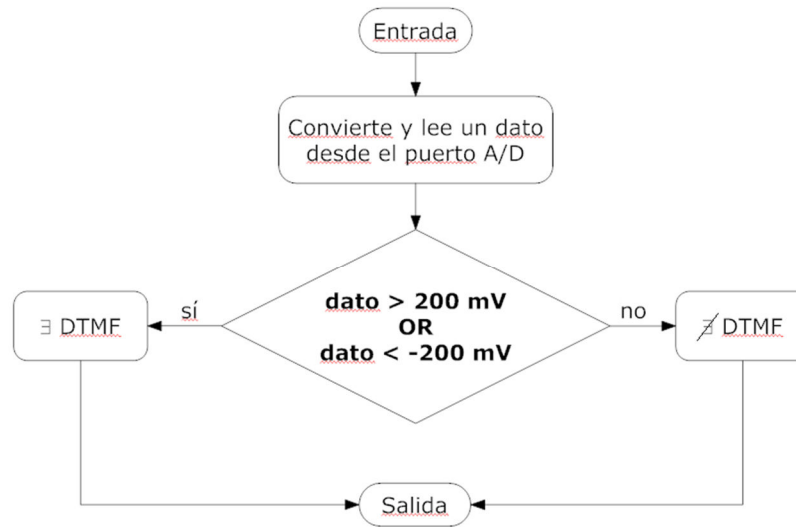 Entrada
Convierte y lee un dato
desde el puerto A/D
dato > 200 mV
OR
dato < -200 mV
sí
no
∃ DTMF
∄ DTMF
Salida